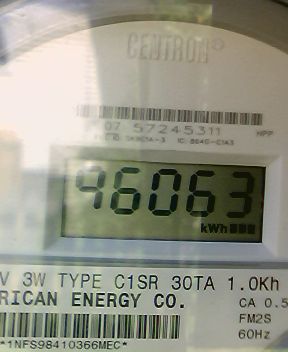 CENTRON®
07 57245311 HPP
46063
kWh
V 3W TYPE C1SR 30TA 1.0Kh
RICAN ENERGY CO. CA 0.5
FM2S
*1NFS98410366MEC* 60Hz